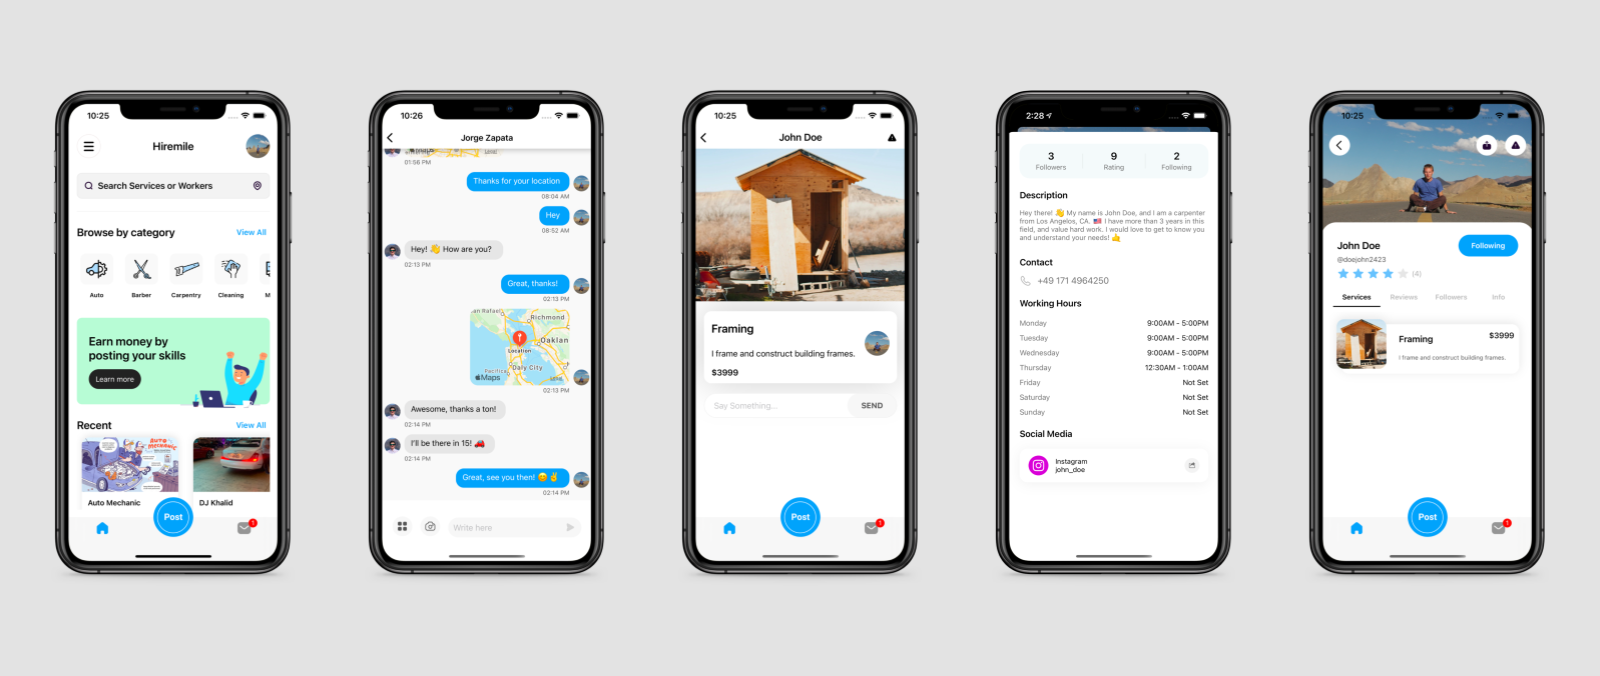 10:25
Hiremile
Search Services or Workers
Browse by category
View All
Auto
Barber
Carpentry
Cleaning
M
Earn money by
posting your skills
Learn more
Recent
View All
AUTO
MECHANIC
Auto Mechanic
DJ Khalid
Post
1
10:26
Jorge Zapata
01:56 PM
Thanks for your location
08:04 AM
Hey
08:52 AM
Hey! 👋 How are you?
02:13 PM
Great, thanks!
02:13 PM
an Rafael
Richmond
Oaklan
Location
Pacifica
Daly City
Maps
02:13 PM
Awesome, thanks a ton!
02:14 PM
I'll be there in 15! 🚗
02:14 PM
Great, see you then! 😊✌️
02:14 PM
Write here
10:25
John Doe
Framing
I frame and construct building frames.
$3999
Say Something...
SEND
Post
1
2:28
3
Followers
9
Rating
2
Following
Description
Hey there! 👋 My name is John Doe, and I am a carpenter
from Los Angelos, CA. 🇺🇸 I have more than 3 years in this
field, and value hard work. I would love to get to know you
and understand your needs! 🤙
Contact
+49 171 4964250
Working Hours
Monday 9:00AM - 5:00PM
Tuesday 9:00AM - 5:00PM
Wednesday 9:00AM - 5:00PM
Thursday 12:30AM - 1:00AM
Friday Not Set
Saturday Not Set
Sunday Not Set
Social Media
Instagram
john_doe
10:25
John Doe
Following
@doejohn2423
(4)
Services
Reviews
Followers
Info
Framing
$3999
I frame and construct building frames.
Post
1